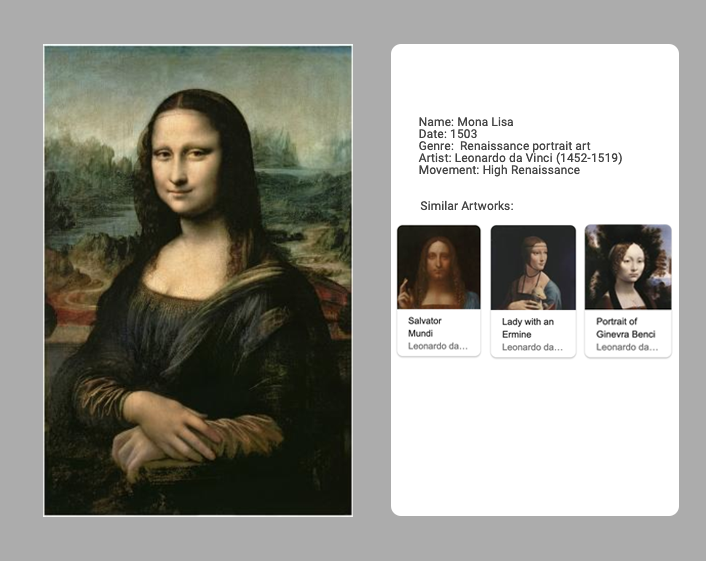 Name: Mona Lisa
Date: 1503
Genre:  Renaissance portrait art
Artist: Leonardo da Vinci (1452-1519)
Movement: High Renaissance
Similar Artworks:
Salvator
Mundi
Leonardo da...
Lady with an
Ermine
Leonardo da...
Portrait of
Ginevra Benci
Leonardo da...